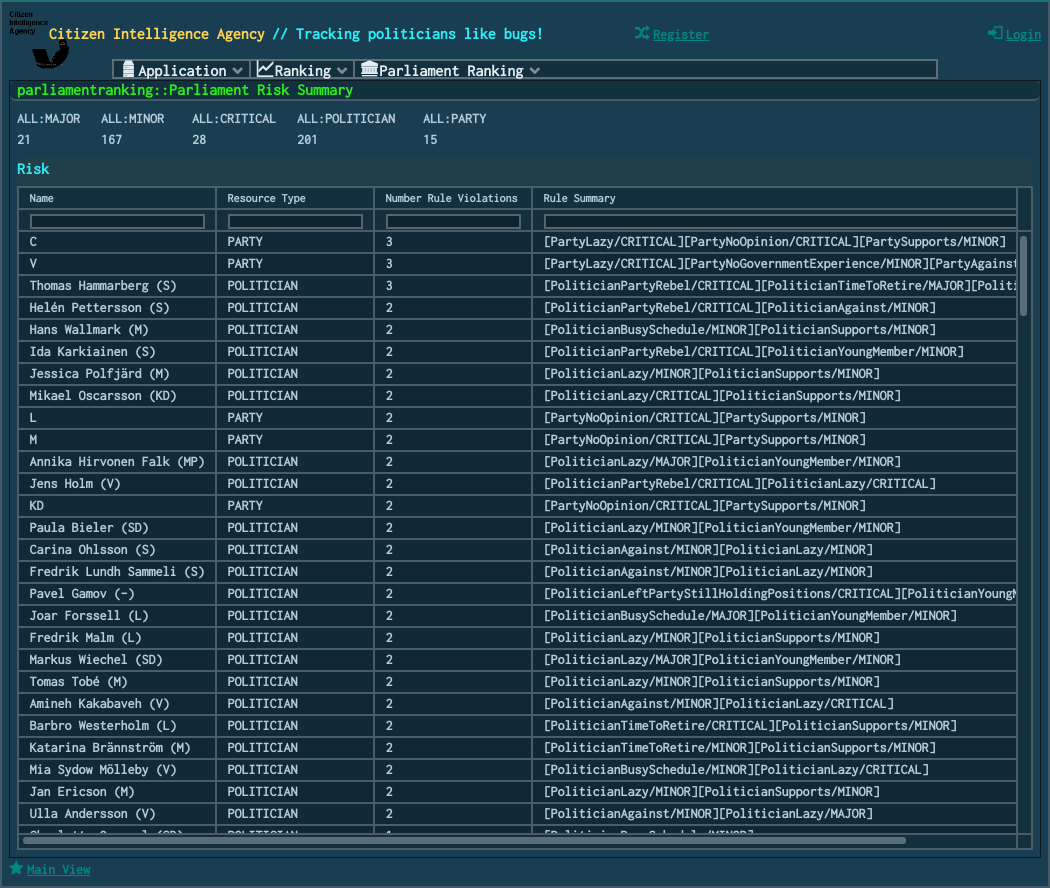 Citizen
Intelligence
Agency
Citizen Intelligence Agency // Tracking politicians like bugs!
Register
Login
Application
Ranking
Parliament Ranking
parliamentranking::Parliament Risk Summary
ALL:MAJOR ALL:MINOR ALL:CRITICAL ALL:POLITICIAN ALL:PARTY
21 167 28 201 15
Risk
Name Resource Type Number Rule Violations Rule Summary
C PARTY 3 [PartyLazy/CRITICAL][PartyNoOpinion/CRITICAL][PartySupports/MINOR]
V PARTY 3 [PartyLazy/CRITICAL][PartyNoGovernmentExperience/MINOR][PartyAgainst
Thomas Hammarberg (S) POLITICIAN 3 [PoliticianPartyRebel/CRITICAL][PoliticianTimeToRetire/MAJOR][Politi
Helén Pettersson (S) POLITICIAN 2 [PoliticianPartyRebel/CRITICAL][PoliticianAgainst/MINOR]
Hans Wallmark (M) POLITICIAN 2 [PoliticianBusySchedule/MINOR][PoliticianSupports/MINOR]
Ida Karkiainen (S) POLITICIAN 2 [PoliticianPartyRebel/CRITICAL][PoliticianYoungMember/MINOR]
Jessica Polfjärd (M) POLITICIAN 2 [PoliticianLazy/MINOR][PoliticianSupports/MINOR]
Mikael Oscarsson (KD) POLITICIAN 2 [PoliticianLazy/CRITICAL][PoliticianSupports/MINOR]
L PARTY 2 [PartyNoOpinion/CRITICAL][PartySupports/MINOR]
M PARTY 2 [PartyNoOpinion/CRITICAL][PartySupports/MINOR]
Annika Hirvonen Falk (MP) POLITICIAN 2 [PoliticianLazy/MAJOR][PoliticianYoungMember/MINOR]
Jens Holm (V) POLITICIAN 2 [PoliticianPartyRebel/CRITICAL][PoliticianLazy/CRITICAL]
KD PARTY 2 [PartyNoOpinion/CRITICAL][PartySupports/MINOR]
Paula Bieler (SD) POLITICIAN 2 [PoliticianLazy/MINOR][PoliticianYoungMember/MINOR]
Carina Ohlsson (S) POLITICIAN 2 [PoliticianAgainst/MINOR][PoliticianLazy/MINOR]
Fredrik Lundh Sammeli (S) POLITICIAN 2 [PoliticianAgainst/MINOR][PoliticianLazy/MINOR]
Pavel Gamov (-) POLITICIAN 2 [PoliticianLeftPartyStillHoldingPositions/CRITICAL][PoliticianYoungM
Joar Forssell (L) POLITICIAN 2 [PoliticianBusySchedule/MAJOR][PoliticianYoungMember/MINOR]
Fredrik Malm (L) POLITICIAN 2 [PoliticianLazy/MINOR][PoliticianSupports/MINOR]
Markus Wiechel (SD) POLITICIAN 2 [PoliticianLazy/MAJOR][PoliticianYoungMember/MINOR]
Tomas Tobé (M) POLITICIAN 2 [PoliticianLazy/MINOR][PoliticianSupports/MINOR]
Amineh Kakabaveh (V) POLITICIAN 2 [PoliticianAgainst/MINOR][PoliticianLazy/CRITICAL]
Barbro Westerholm (L) POLITICIAN 2 [PoliticianTimeToRetire/CRITICAL][PoliticianSupports/MINOR]
Katarina Brännström (M) POLITICIAN 2 [PoliticianTimeToRetire/MINOR][PoliticianSupports/MINOR]
Mia Sydow Mölleby (V) POLITICIAN 2 [PoliticianBusySchedule/MINOR][PoliticianLazy/CRITICAL]
Jan Ericson (M) POLITICIAN 2 [PoliticianLazy/MINOR][PoliticianSupports/MINOR]
Ulla Andersson (V) POLITICIAN 2 [PoliticianAgainst/MINOR][PoliticianLazy/MAJOR]
Main View